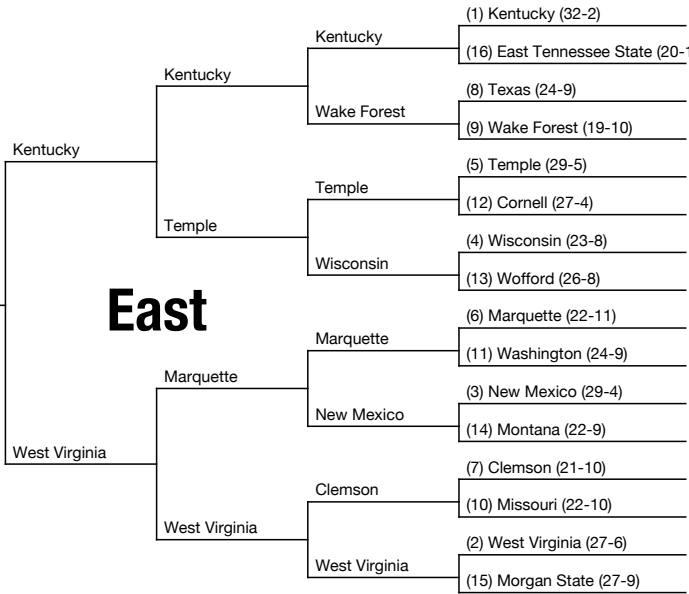 (1) Kentucky (32-2)
Kentucky
(16) East Tennessee State (20-1
Kentucky
(8) Texas (24-9)
Wake Forest
(9) Wake Forest (19-10)
Kentucky
(5) Temple (29-5)
Temple
(12) Cornell (27-4)
Temple
(4) Wisconsin (23-8)
Wisconsin
(13) Wofford (26-8)
East
(6) Marquette (22-11)
Marquette
(11) Washington (24-9)
Marquette
(3) New Mexico (29-4)
New Mexico
(14) Montana (22-9)
West Virginia
(7) Clemson (21-10)
Clemson
(10) Missouri (22-10)
West Virginia
(2) West Virginia (27-6)
West Virginia
(15) Morgan State (27-9)